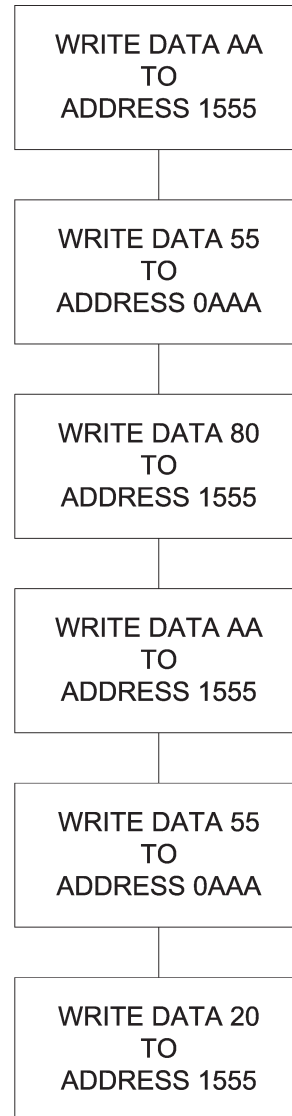 WRITE DATA AA
TO
ADDRESS 1555
WRITE DATA 55
TO
ADDRESS 0AAA
WRITE DATA 80
TO
ADDRESS 1555
WRITE DATA AA
TO
ADDRESS 1555
WRITE DATA 55
TO
ADDRESS 0AAA
WRITE DATA 20
TO
ADDRESS 1555